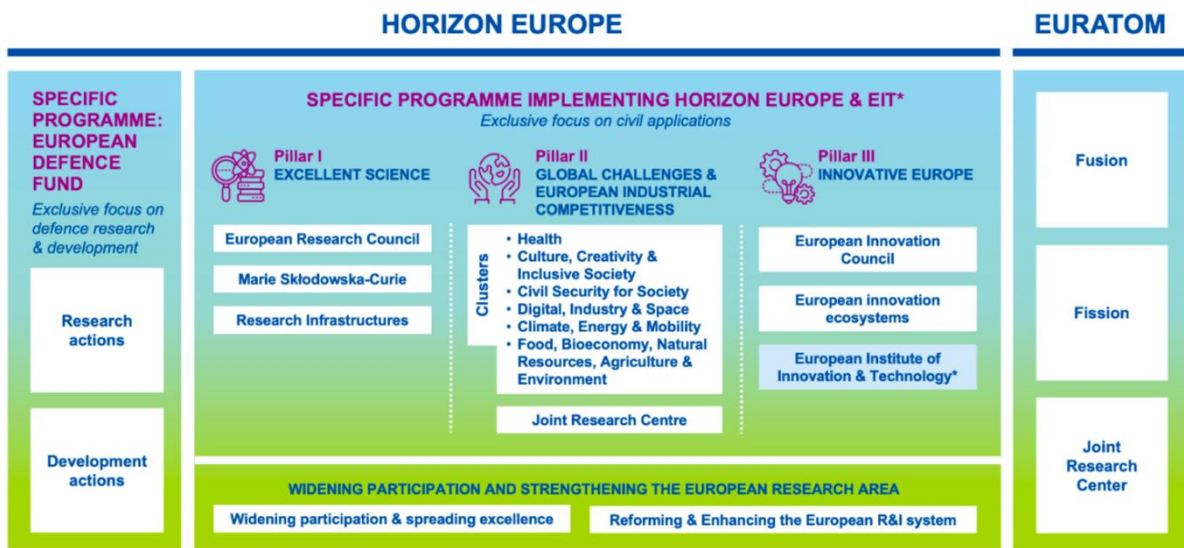 HORIZON EUROPE
EURATOM
SPECIFIC
PROGRAMME:
EUROPEAN
DEFENCE
FUND
Exclusive focus on
defence research
& development
Research
actions
Development
actions
SPECIFIC PROGRAMME IMPLEMENTING HORIZON EUROPE & EIT*
Exclusive focus on civil applications
Pillar I
EXCELLENT SCIENCE
European Research Council
Marie Skłodowska-Curie
Research Infrastructures
Pillar II
GLOBAL CHALLENGES &
EUROPEAN INDUSTRIAL
COMPETITIVENESS
Clusters
• Health
• Culture, Creativity &
Inclusive Society
• Civil Security for Society
• Digital, Industry & Space
• Climate, Energy & Mobility
• Food, Bioeconomy, Natural
Resources, Agriculture &
Environment
Joint Research Centre
Pillar III
INNOVATIVE EUROPE
European Innovation
Council
European innovation
ecosystems
European Institute of
Innovation & Technology*
WIDENING PARTICIPATION AND STRENGTHENING THE EUROPEAN RESEARCH AREA
Widening participation & spreading excellence
Reforming & Enhancing the European R&I system
Fusion
Fission
Joint
Research
Center